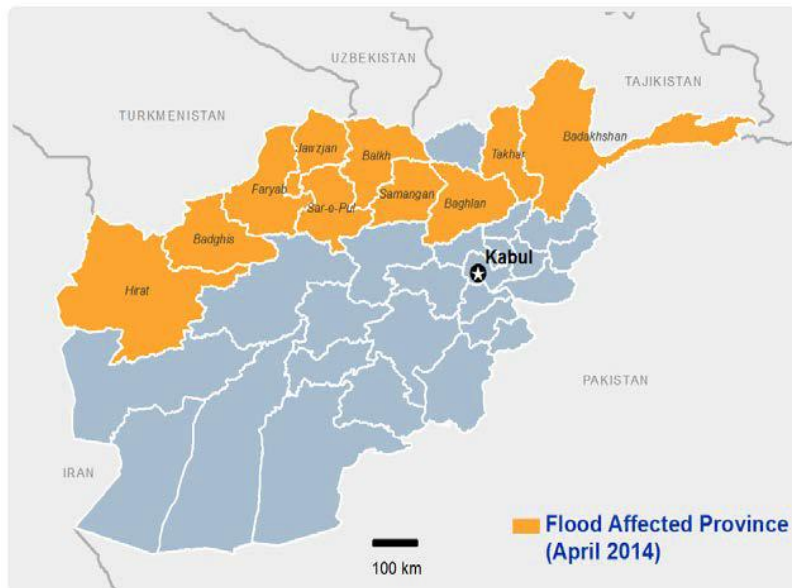 UZBEKISTAN
TAJIKISTAN
TURKMENISTAN
Jawzjan
Balkh
Takhar
Badakhshan
Faryab
Sar-e-Pul
Samangan
Baghlan
Badghis
Kabul
Hirat
PAKISTAN
IRAN
Flood Affected Province
(April 2014)
100 km